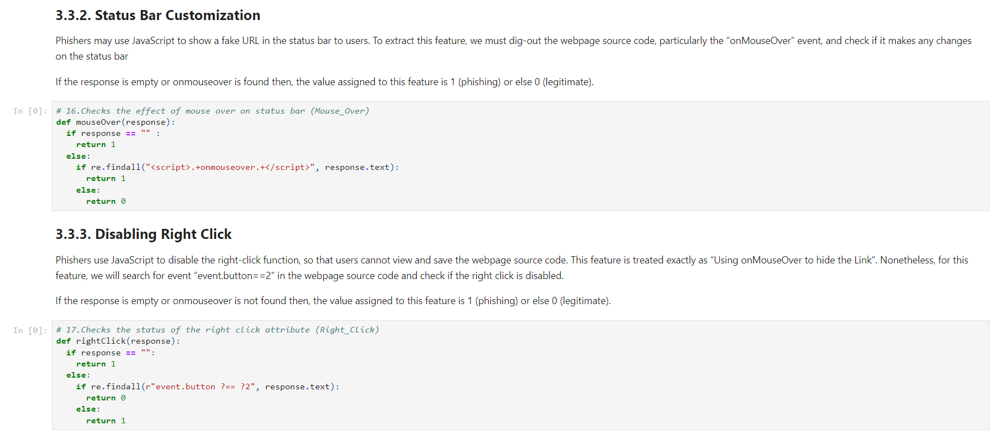 3.3.2. Status Bar Customization
Phishers may use JavaScript to show a fake URL in the status bar to users. To extract this feature, we must dig-out the webpage source code, particularly the “onMouseOver” event, and check if it makes any changes
on the status bar
If the response is empty or onmouseover is found then, the value assigned to this feature is 1 (phishing) or else 0 (legitimate).
In [0]: # 16.Checks the effect of mouse over on status bar (Mouse_Over)
def mouseOver(response):
  if response == "" :
    return 1
  else:
    if re.findall("<script>.+onmouseover.+</script>", response.text):
      return 1
    else:
      return 0
3.3.3. Disabling Right Click
Phishers use JavaScript to disable the right-click function, so that users cannot view and save the webpage source code. This feature is treated exactly as “Using onMouseOver to hide the Link”. Nonetheless, for this
feature, we will search for event “event.button==2” in the webpage source code and check if the right click is disabled.
If the response is empty or onmouseover is not found then, the value assigned to this feature is 1 (phishing) or else 0 (legitimate).
In [0]: # 17.Checks the status of the right click attribute (Right_Click)
def rightClick(response):
  if response == "":
    return 1
  else:
    if re.findall(r"event.button ?== ?2", response.text):
      return 0
    else:
      return 1